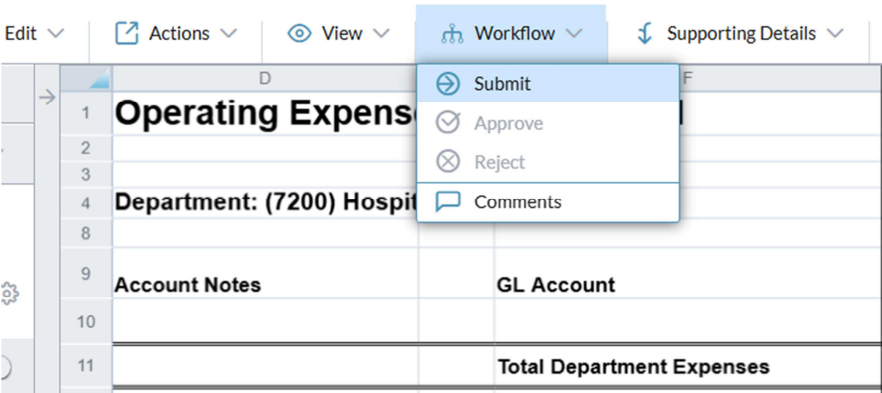 Edit Actions View Workflow Supporting Details
Submit
Approve
Reject
Comments
D F
1 Operating Expens
2
3
4 Department: (7200) Hospit
8
9 Account Notes GL Account
10
11 Total Department Expenses